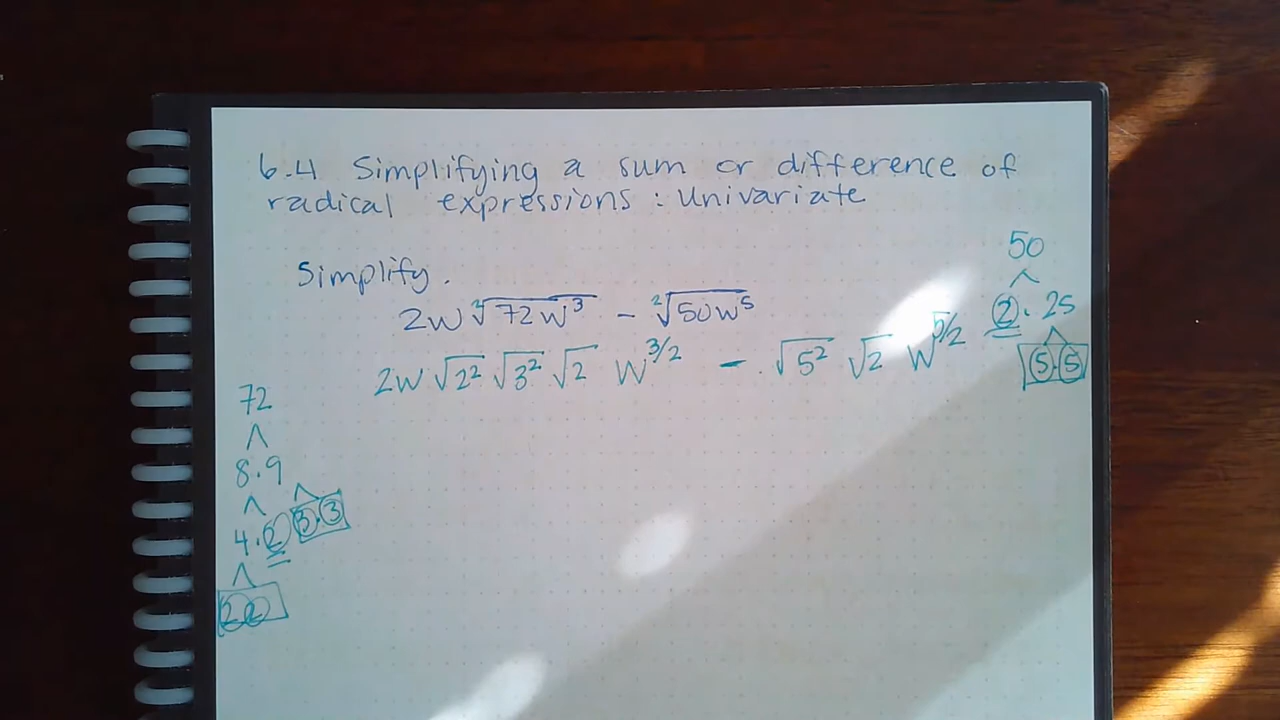 6.4 Simplifying a sum or difference of
radical expressions : Univariate
Simplify.
2w ²√72w³ - ²√50w⁵
2w √2² √3² √2 w^3/2 - √5² √2 w^5/2
50
2 · 25
5 · 5
72
8 · 9
4 · 2 3 · 3
2 2